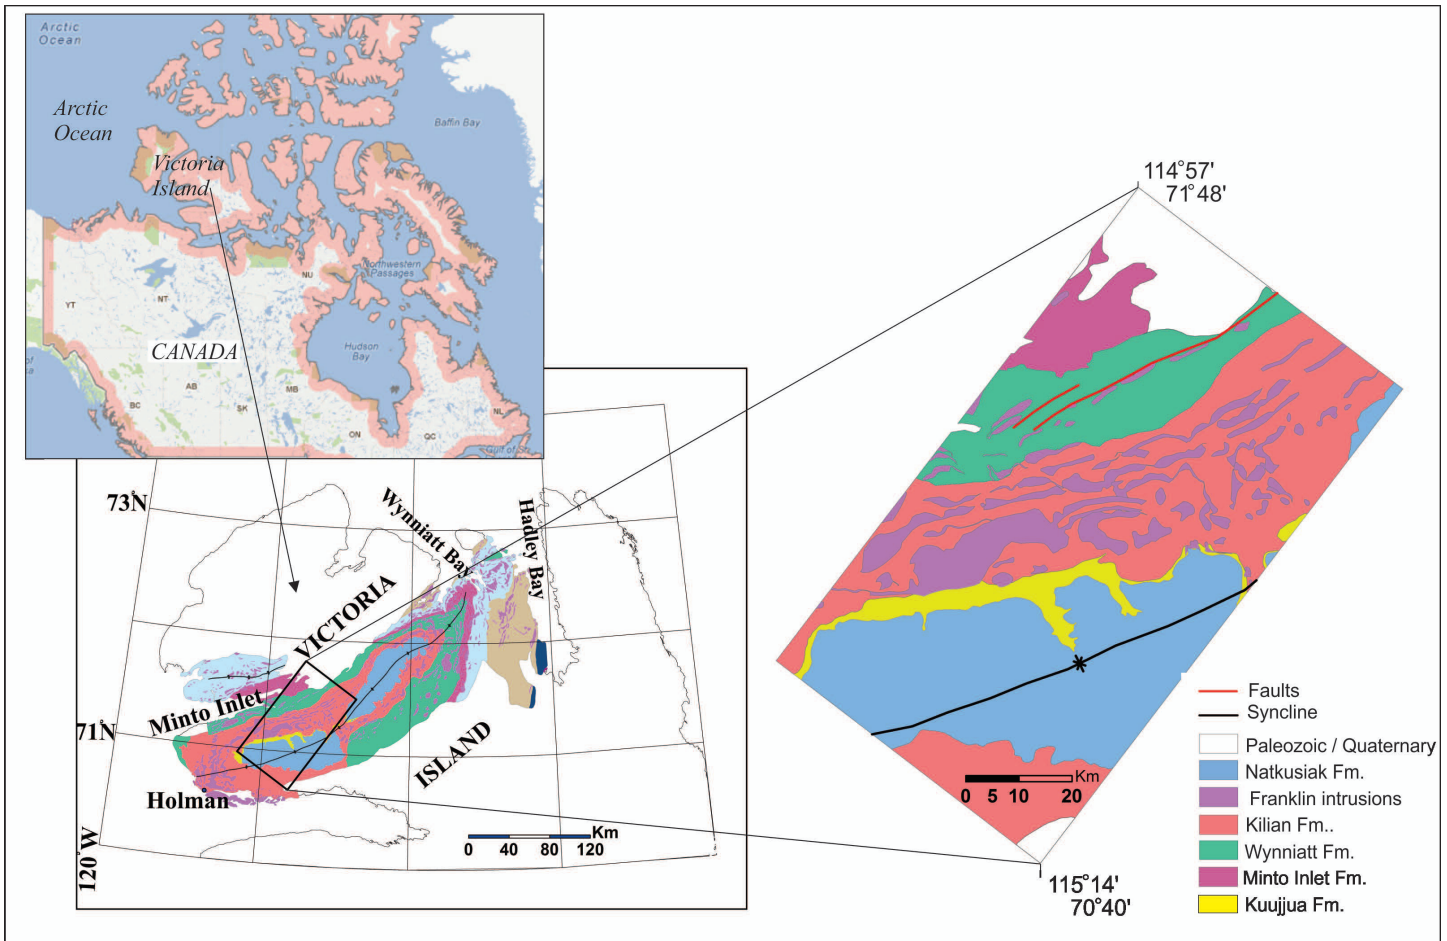 Arctic
Ocean
Arctic
Ocean
Baffin Bay
Victoria
Island
Northwestern
Passages
NU
YT
NT
CANADA
Hudson
Bay
AB
MB
BC
SK
NL
ON
QC
Gulf of St
114°57'
71°48'
73°N
Wynniatt Bay
Hadley Bay
VICTORIA
Minto Inlet
71°N
ISLAND
Holman
120°W
Km
0 40 80 120
Faults
Syncline
Paleozoic / Quaternary
Natkusiak Fm.
Franklin intrusions
Kilian Fm..
Wynniatt Fm.
Minto Inlet Fm.
Kuujjua Fm.
Km
0 5 10 20
115°14'
70°40'